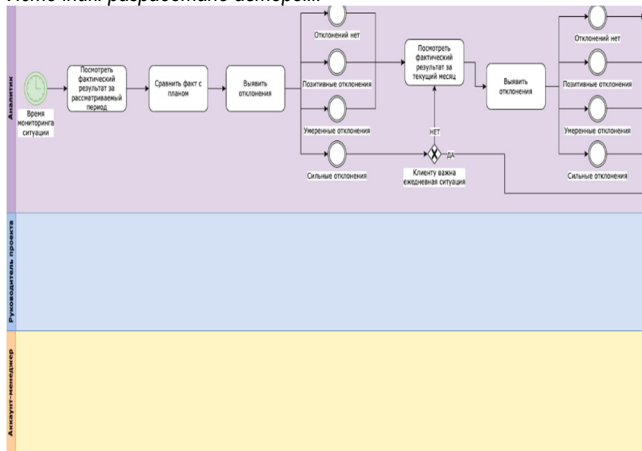 Отклонений нет
Позитивные отклонения
Умеренные отклонения
Сильные отклонения
Аналитик
Время
мониторинга
ситуации
Посмотреть
фактический
результат за
рассматриваемый
период
Сравнить факт с
планом
Выявить
отклонения
Посмотреть
фактический
результат за
текущий месяц
НЕТ
ДА
Клиенту важна
ежедневная ситуация
Выявить
отклонения
Отклонений нет
Позитивные отклонения
Умеренные отклонения
Сильные отклонения
Руководитель проекта
Аккаунт-менеджер